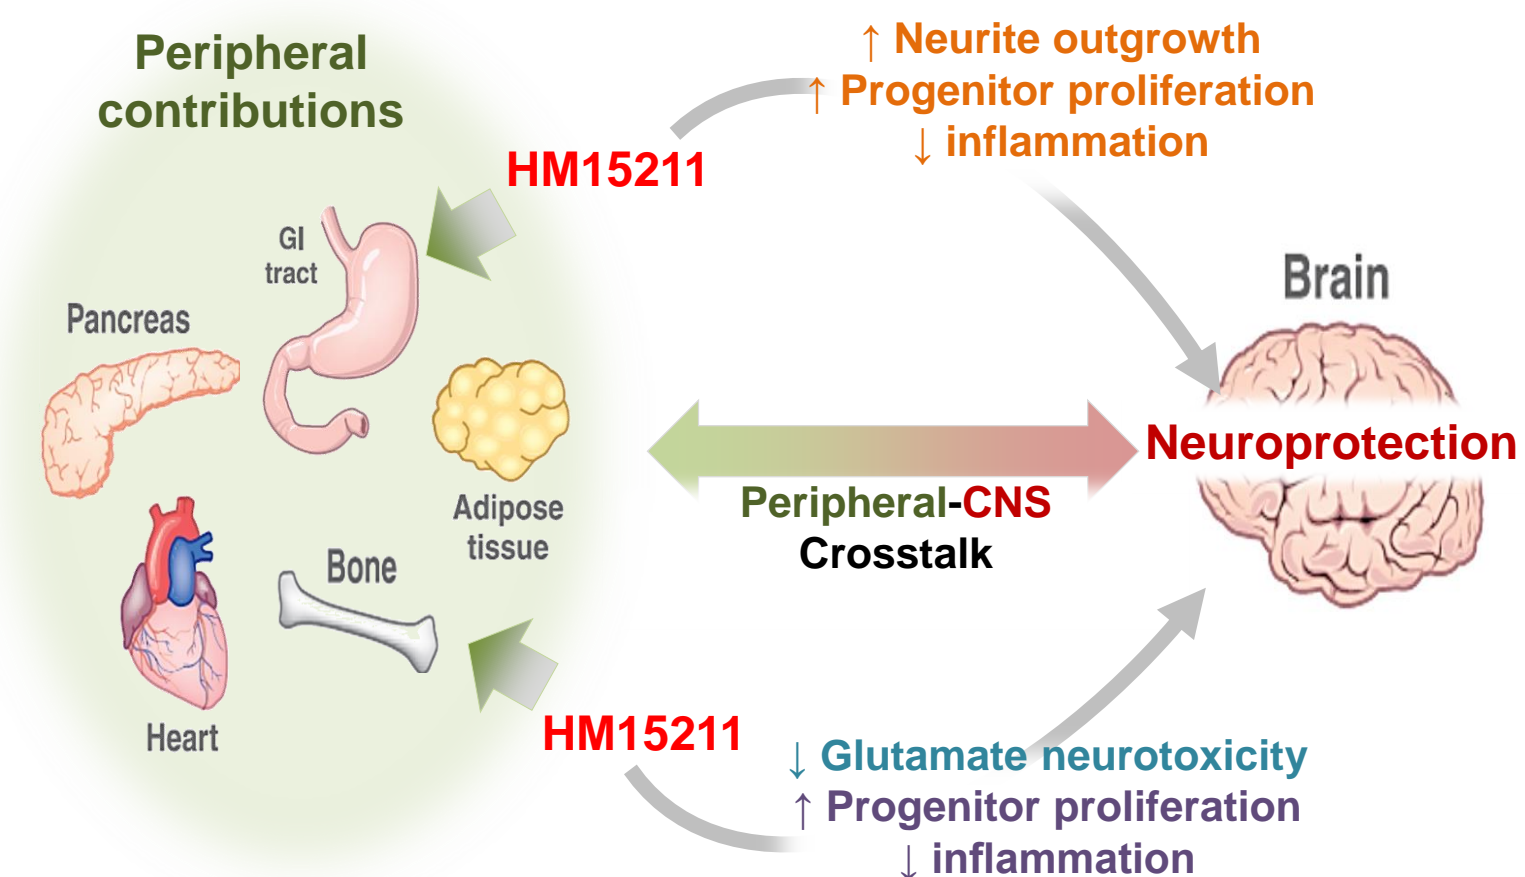 Peripheral
contributions
↑ Neurite outgrowth
↑ Progenitor proliferation
↓ inflammation
HM15211
GI
tract
Pancreas
Adipose
tissue
Bone
Heart
Brain
Neuroprotection
Peripheral-CNS
Crosstalk
HM15211
↓ Glutamate neurotoxicity
↑ Progenitor proliferation
↓ inflammation